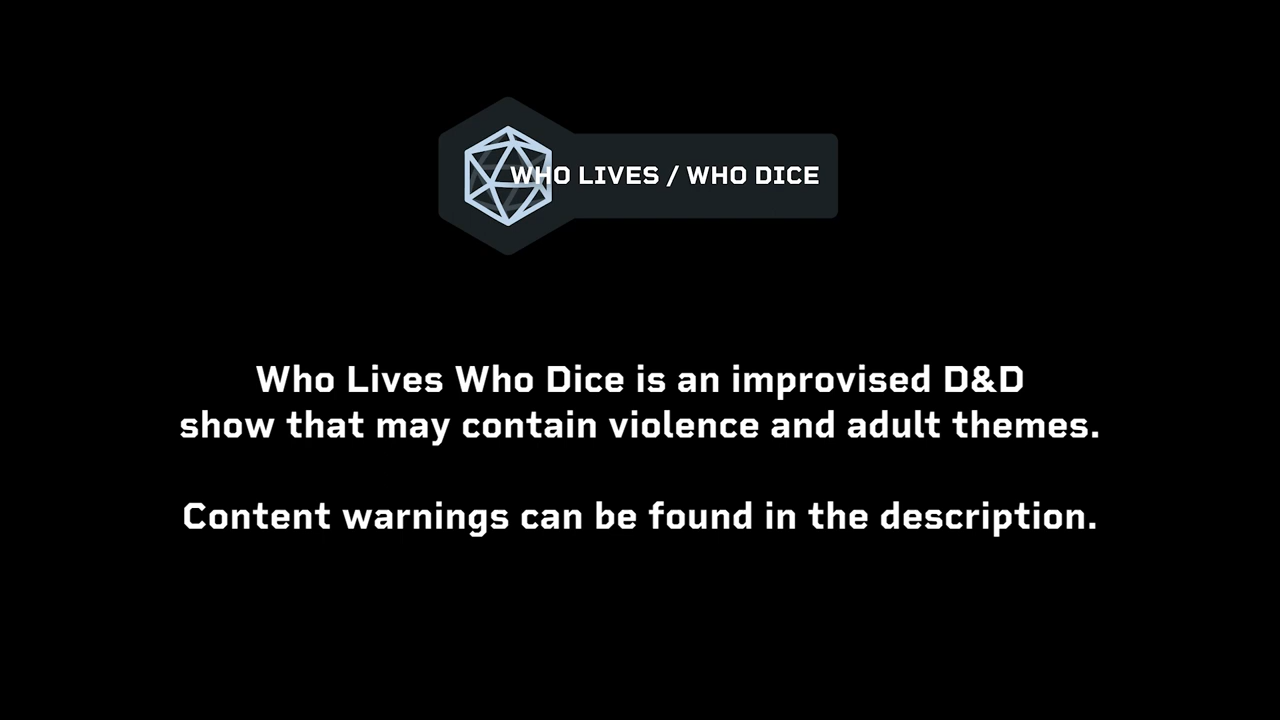 WHO LIVES / WHO DICE
Who Lives Who Dice is an improvised D&D
show that may contain violence and adult themes.
Content warnings can be found in the description.